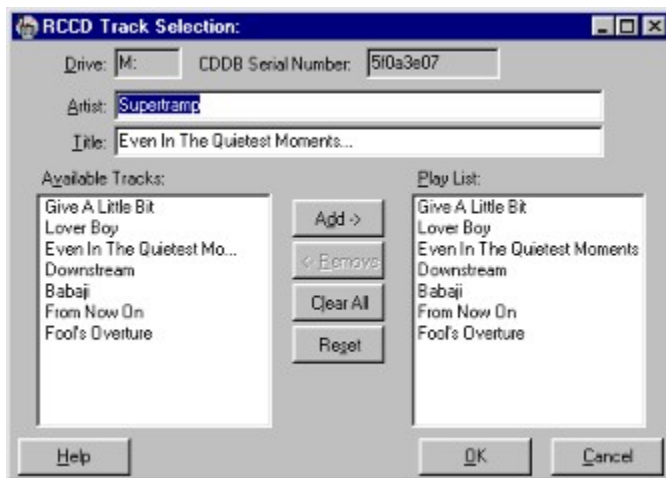 RCCD Track Selection:
Drive: M: CDDB Serial Number: 5f0a3e07
Artist: Supertramp
Title: Even In The Quietest Moments...
Available Tracks:
Give A Little Bit
Lover Boy
Even In The Quietest Mo...
Downstream
Babaji
From Now On
Fool's Overture
Add ->
<- Remove
Clear All
Reset
Play List:
Give A Little Bit
Lover Boy
Even In The Quietest Moments
Downstream
Babaji
From Now On
Fool's Overture
Help
OK
Cancel